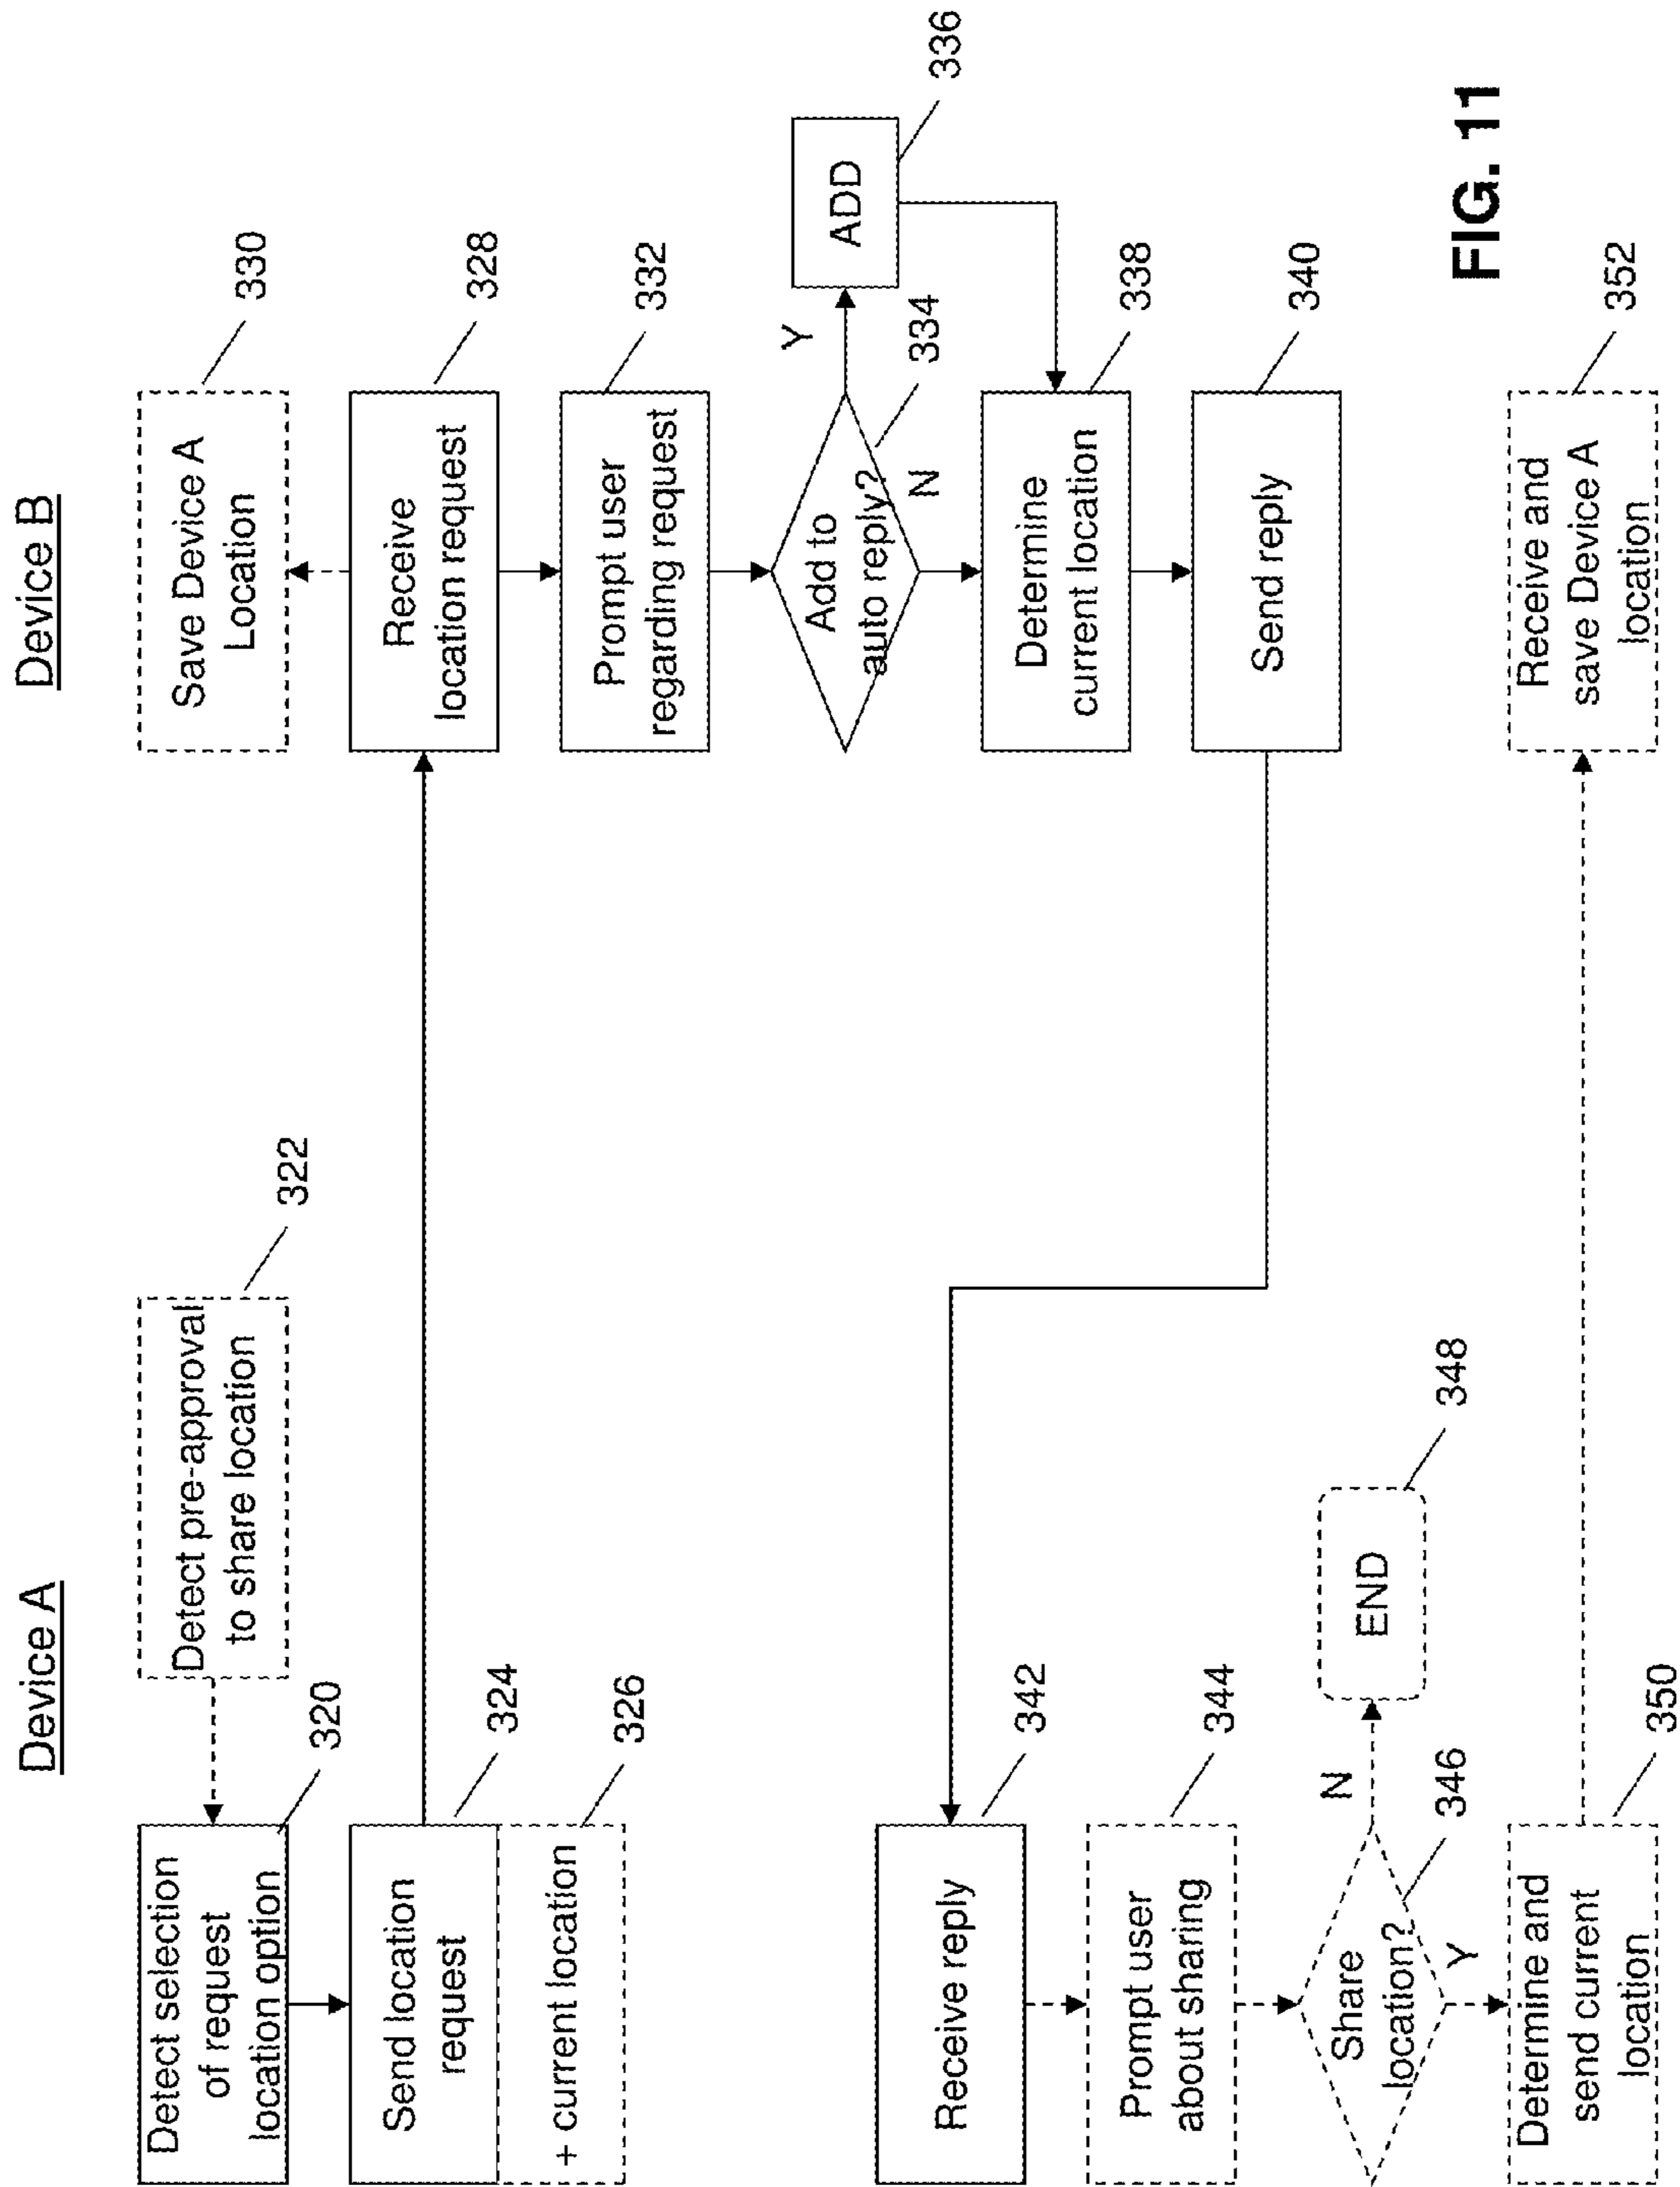 Device A
Device B
Detect selection
of request
location option
320
Detect pre-approval
to share location
322
Save Device A
Location
330
Send location
request
324
+ current location
326
Receive
location request
328
Prompt user
regarding request
332
Add to
auto reply?
334
Y
N
ADD
336
Determine
current location
338
Send reply
340
Receive reply
342
Prompt user
about sharing
344
Share
location?
346
N
Y
END
348
Determine and
send current
location
350
Receive and
save Device A
location
352
FIG. 11